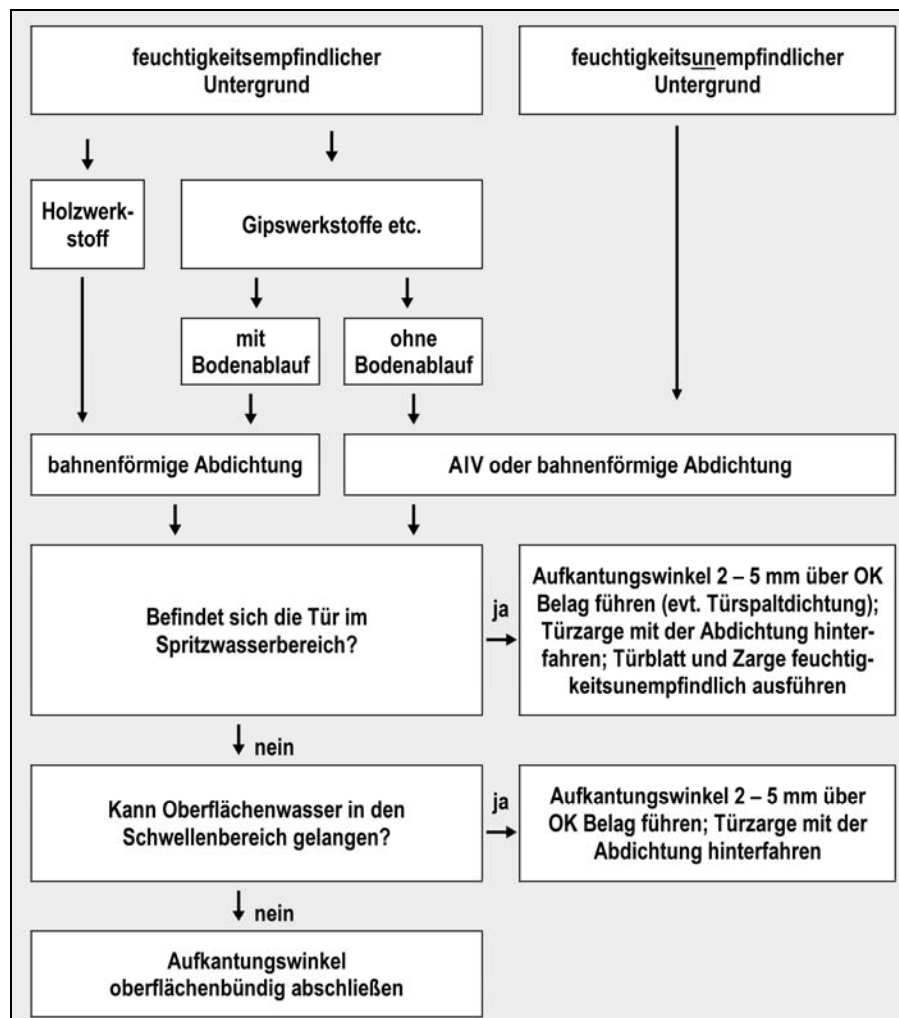 feuchtigkeitsempfindlicher
Untergrund
feuchtigkeitsunempfindlicher
Untergrund
Holzwerk-
stoff
Gipswerkstoffe etc.
mit
Bodenablauf
ohne
Bodenablauf
bahnenförmige Abdichtung
AIV oder bahnenförmige Abdichtung
Befindet sich die Tür im
Spritzwasserbereich?
ja
Aufkantungswinkel 2 – 5 mm über OK
Belag führen (evt. Türspaltdichtung);
Türzarge mit der Abdichtung hinter-
fahren; Türblatt und Zarge feuchtig-
keitsunempfindlich ausführen
nein
Kann Oberflächenwasser in den
Schwellenbereich gelangen?
ja
Aufkantungswinkel 2 – 5 mm über
OK Belag führen; Türzarge mit der
Abdichtung hinterfahren
nein
Aufkantungswinkel
oberflächenbündig abschließen